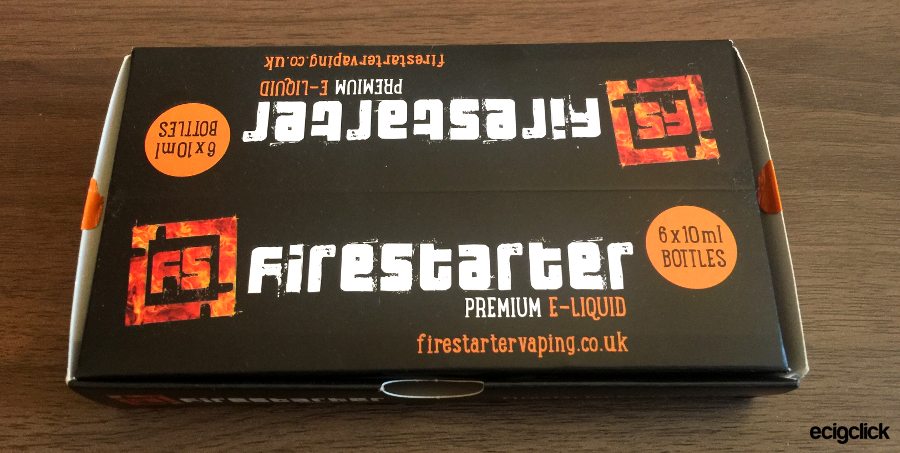 firestartervaping.co.uk
PREMIUM E-LIQUID
Firestarter
FS
6 x 10ml
BOTTLES
FS
Firestarter
6 x 10ml
BOTTLES
PREMIUM E-LIQUID
firestartervaping.co.uk
Firestarter
ecigclick